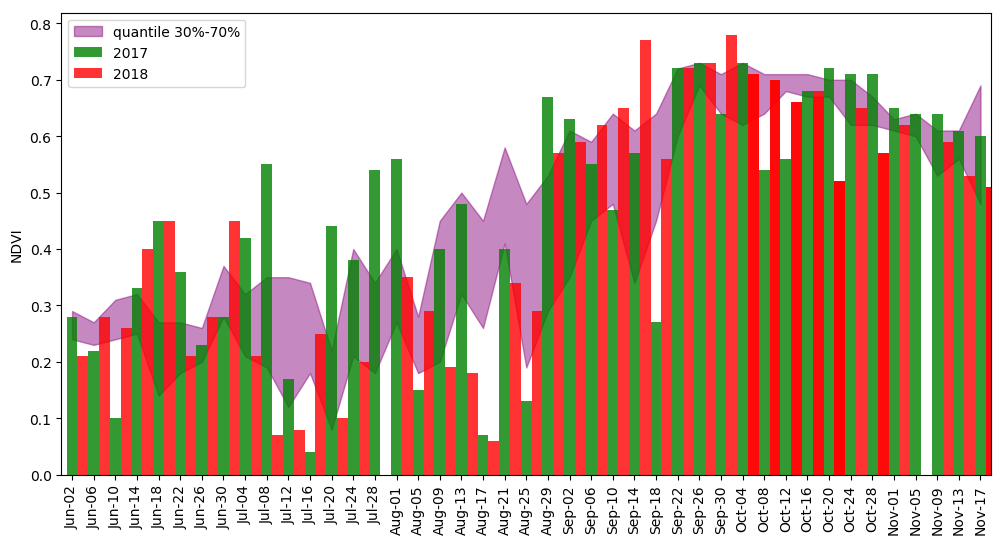 quantile 30%-70%
2017
2018
NDVI
0.8
0.7
0.6
0.5
0.4
0.3
0.2
0.1
0.0
Jun-02
Jun-06
Jun-10
Jun-14
Jun-18
Jun-22
Jun-26
Jun-30
Jul-04
Jul-08
Jul-12
Jul-16
Jul-20
Jul-24
Jul-28
Aug-01
Aug-05
Aug-09
Aug-13
Aug-17
Aug-21
Aug-25
Aug-29
Sep-02
Sep-06
Sep-10
Sep-14
Sep-18
Sep-22
Sep-26
Sep-30
Oct-04
Oct-08
Oct-12
Oct-16
Oct-20
Oct-24
Oct-28
Nov-01
Nov-05
Nov-09
Nov-13
Nov-17